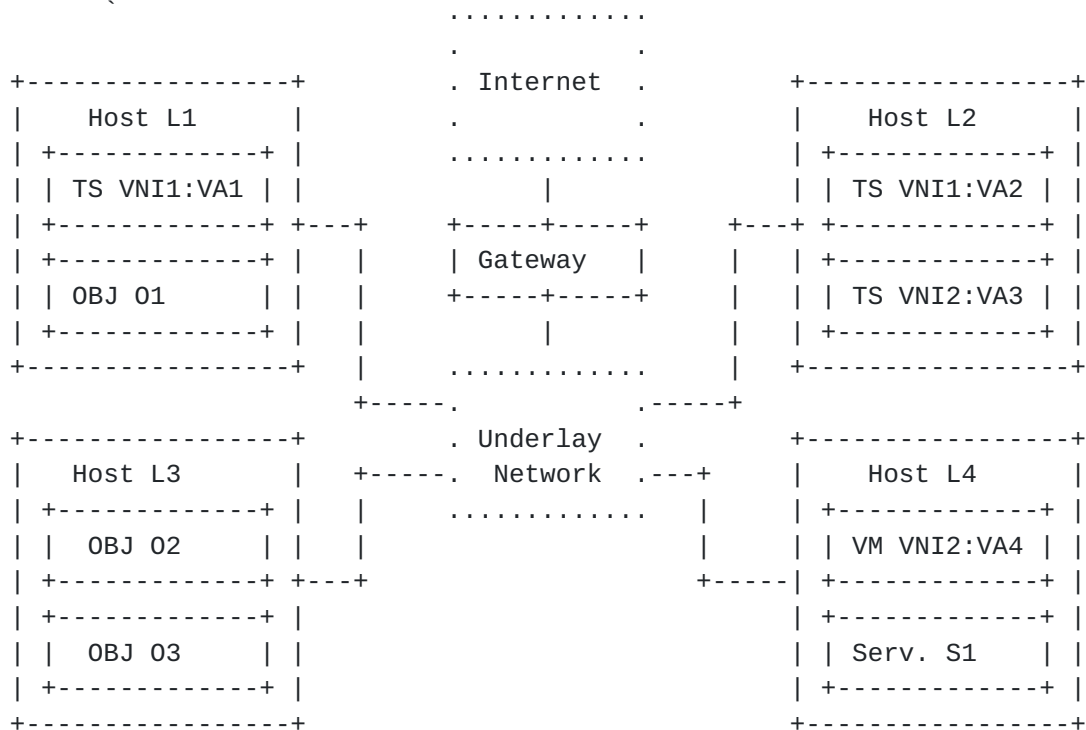 `
Internet
Host L1 Host L2
TS VNI1:VA1 TS VNI1:VA2
Gateway
OBJ O1 TS VNI2:VA3
Underlay
Host L3 Network Host L4
OBJ O2 VM VNI2:VA4
OBJ O3 Serv. S1